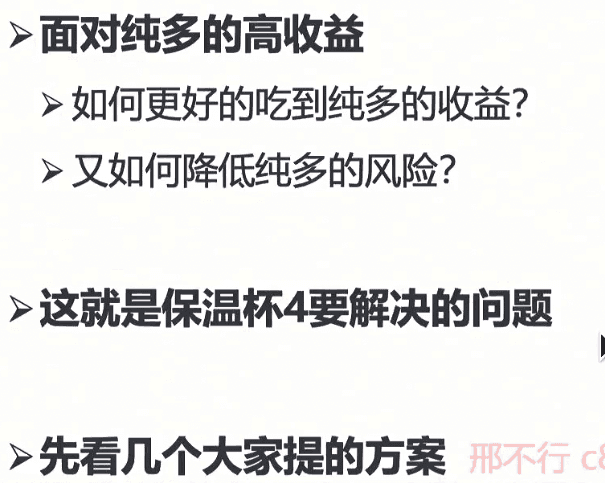 ➢面对纯多的高收益
➢如何更好的吃到纯多的收益？
➢又如何降低纯多的风险？
➢这就是保温杯4要解决的问题
➢先看几个大家提的方案
邢不行 c8